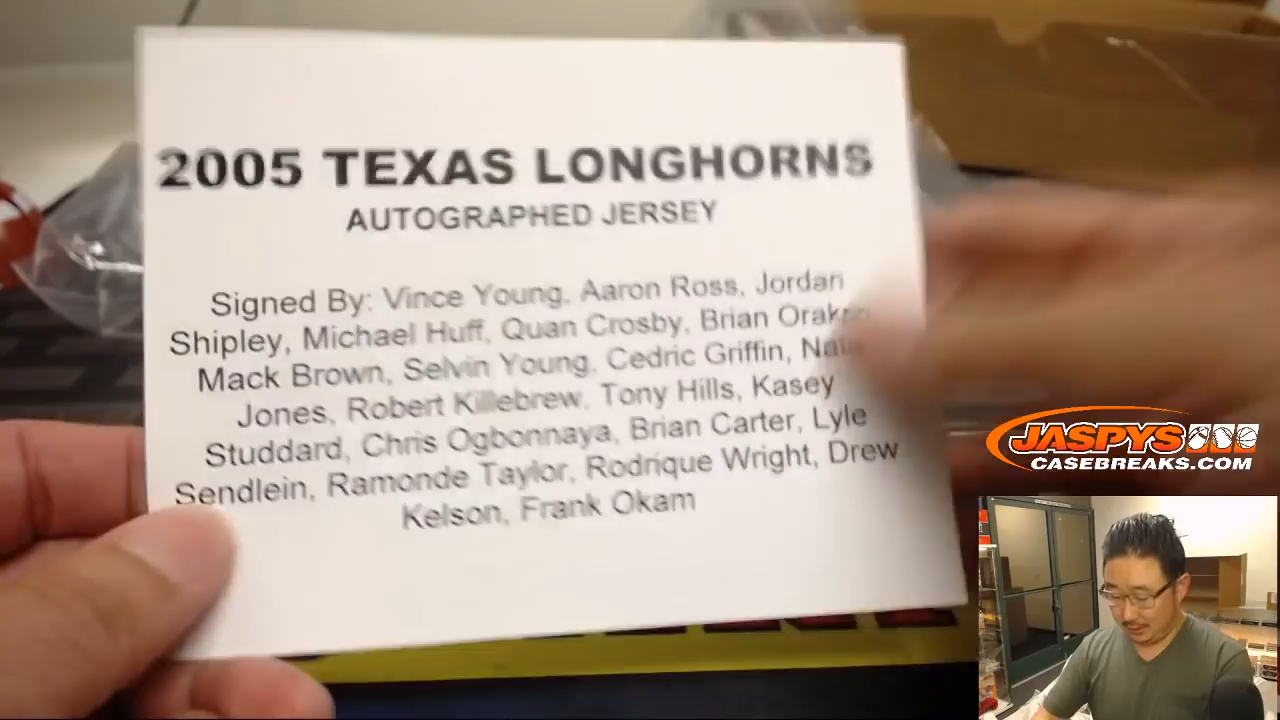 2005 TEXAS LONGHORNS
AUTOGRAPHED JERSEY
Signed By: Vince Young, Aaron Ross, Jordan
Shipley, Michael Huff, Quan Crosby, Brian
Mack Brown, Selvin Young, Cedric Griffin,
Jones, Robert Killebrew, Tony Hills, Kasey
Studdard, Chris Ogbonnaya, Brian Carter, Lyle
Sendlein, Ramonde Taylor, Rodrique Wright, Drew
Kelson, Frank Okam
JASPYS
CASEBREAKS.COM